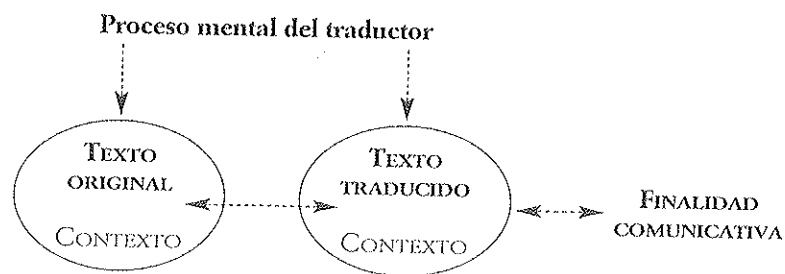 Proceso mental del traductor
TEXTO
ORIGINAL
CONTEXTO
TEXTO
TRADUCIDO
CONTEXTO
FINALIDAD
COMUNICATIVA